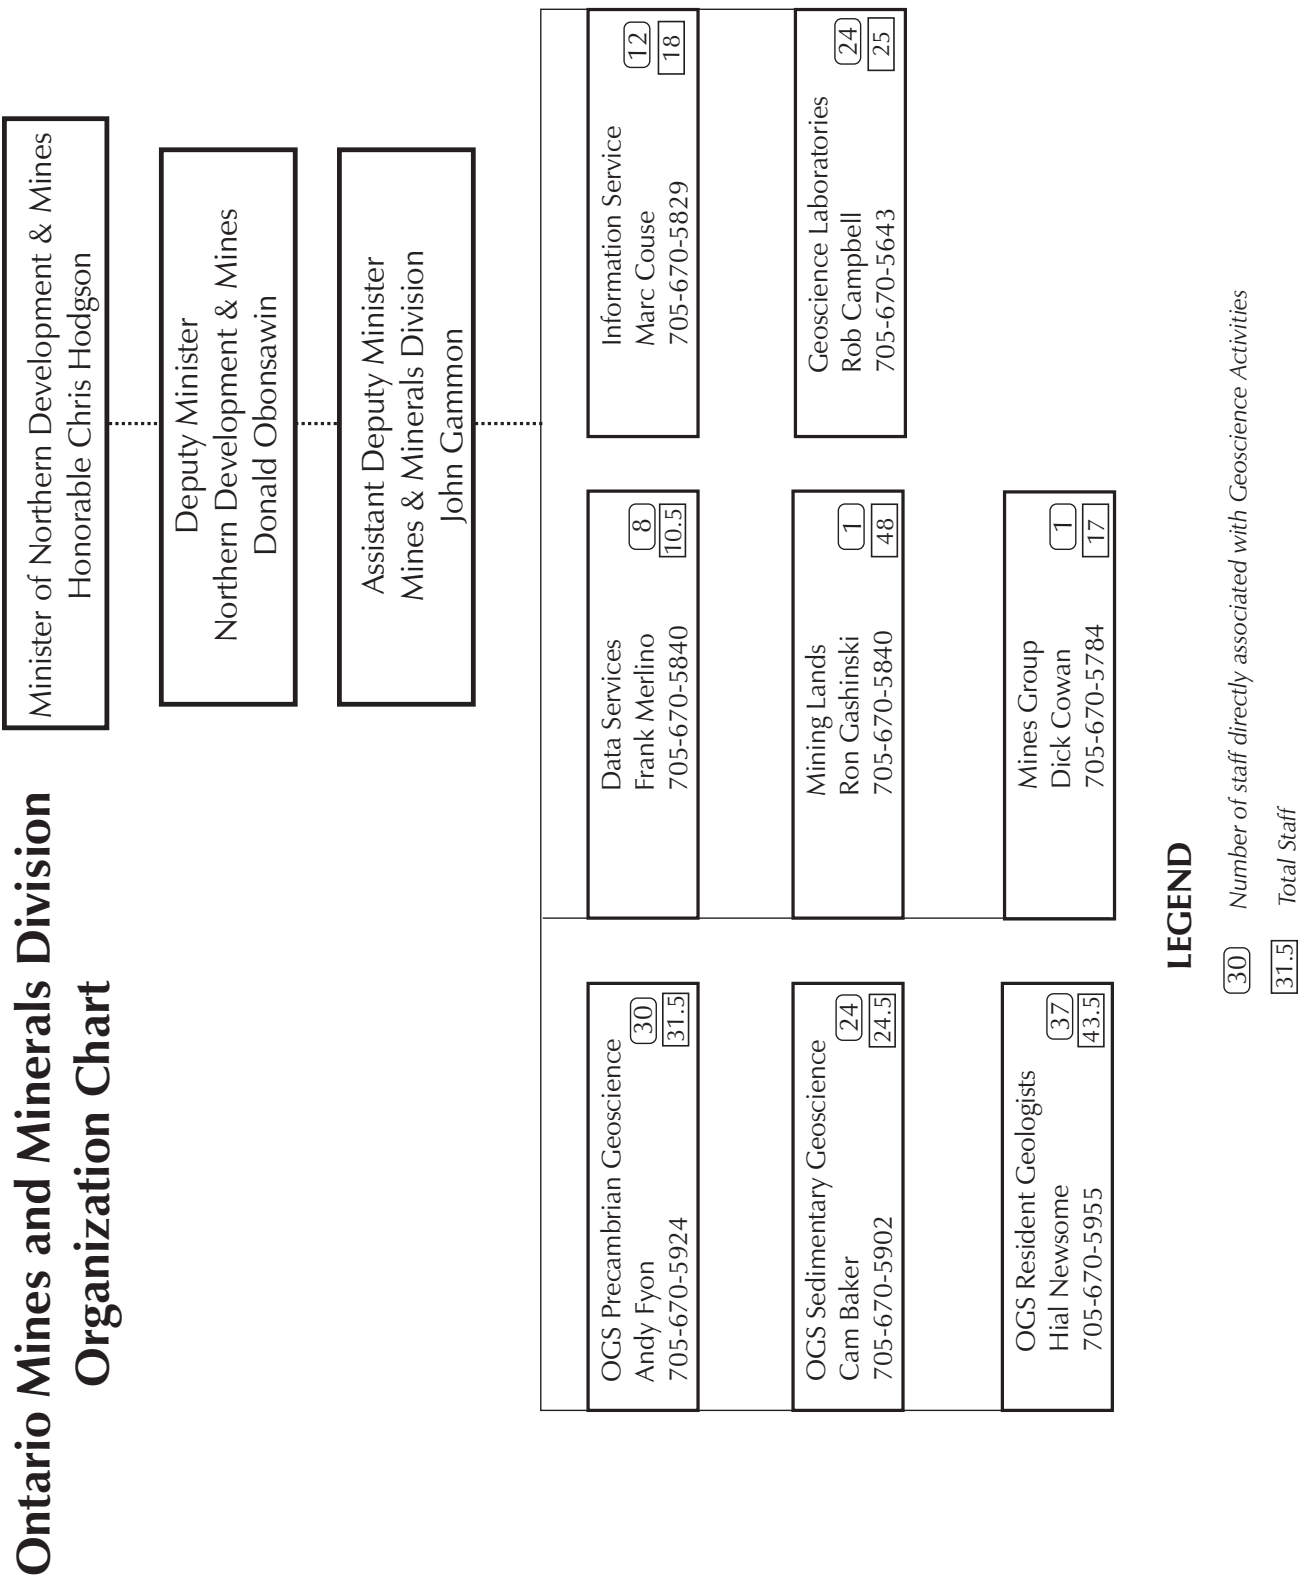 Ontario Mines and Minerals Division
Organization Chart
Minister of Northern Development & Mines
Honorable Chris Hodgson
Deputy Minister
Northern Development & Mines
Donald Obonsawin
Assistant Deputy Minister
Mines & Minerals Division
John Gammon
OGS Precambrian Geoscience
Andy Fyon
705-670-5924
30
31.5
Data Services
Frank Merlino
705-670-5840
8
10.5
Information Service
Marc Couse
705-670-5829
12
18
OGS Sedimentary Geoscience
Cam Baker
705-670-5902
24
24.5
Mining Lands
Ron Gashinski
705-670-5840
1
48
Geoscience Laboratories
Rob Campbell
705-670-5643
24
25
OGS Resident Geologists
Hial Newsome
705-670-5955
37
43.5
Mines Group
Dick Cowan
705-670-5784
1
17
LEGEND
30 Number of staff directly associated with Geoscience Activities
31.5 Total Staff